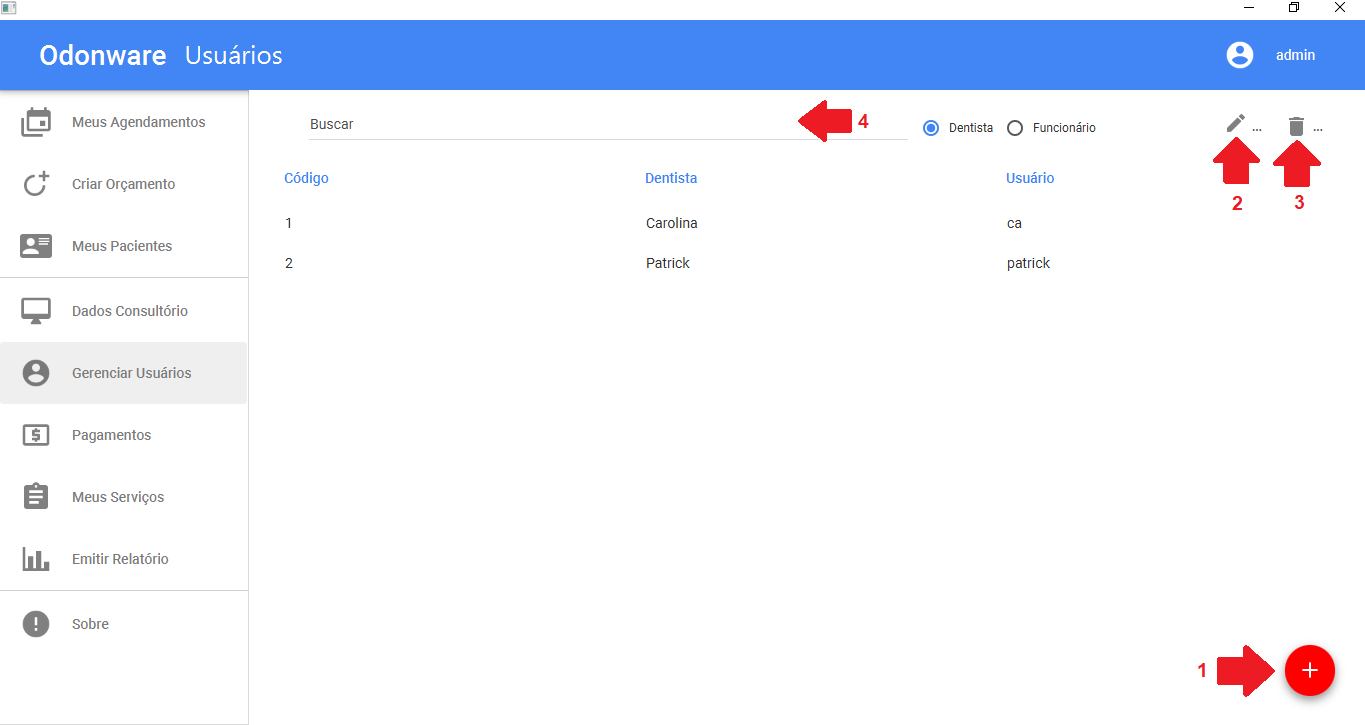 Odonware Usuários
admin
Meus Agendamentos
Criar Orçamento
Meus Pacientes
Dados Consultório
Gerenciar Usuários
Pagamentos
Meus Serviços
Emitir Relatório
Sobre
Buscar
4
Dentista
Funcionário
...
...
2
3
Código Dentista Usuário
1 Carolina ca
2 Patrick patrick
1
+